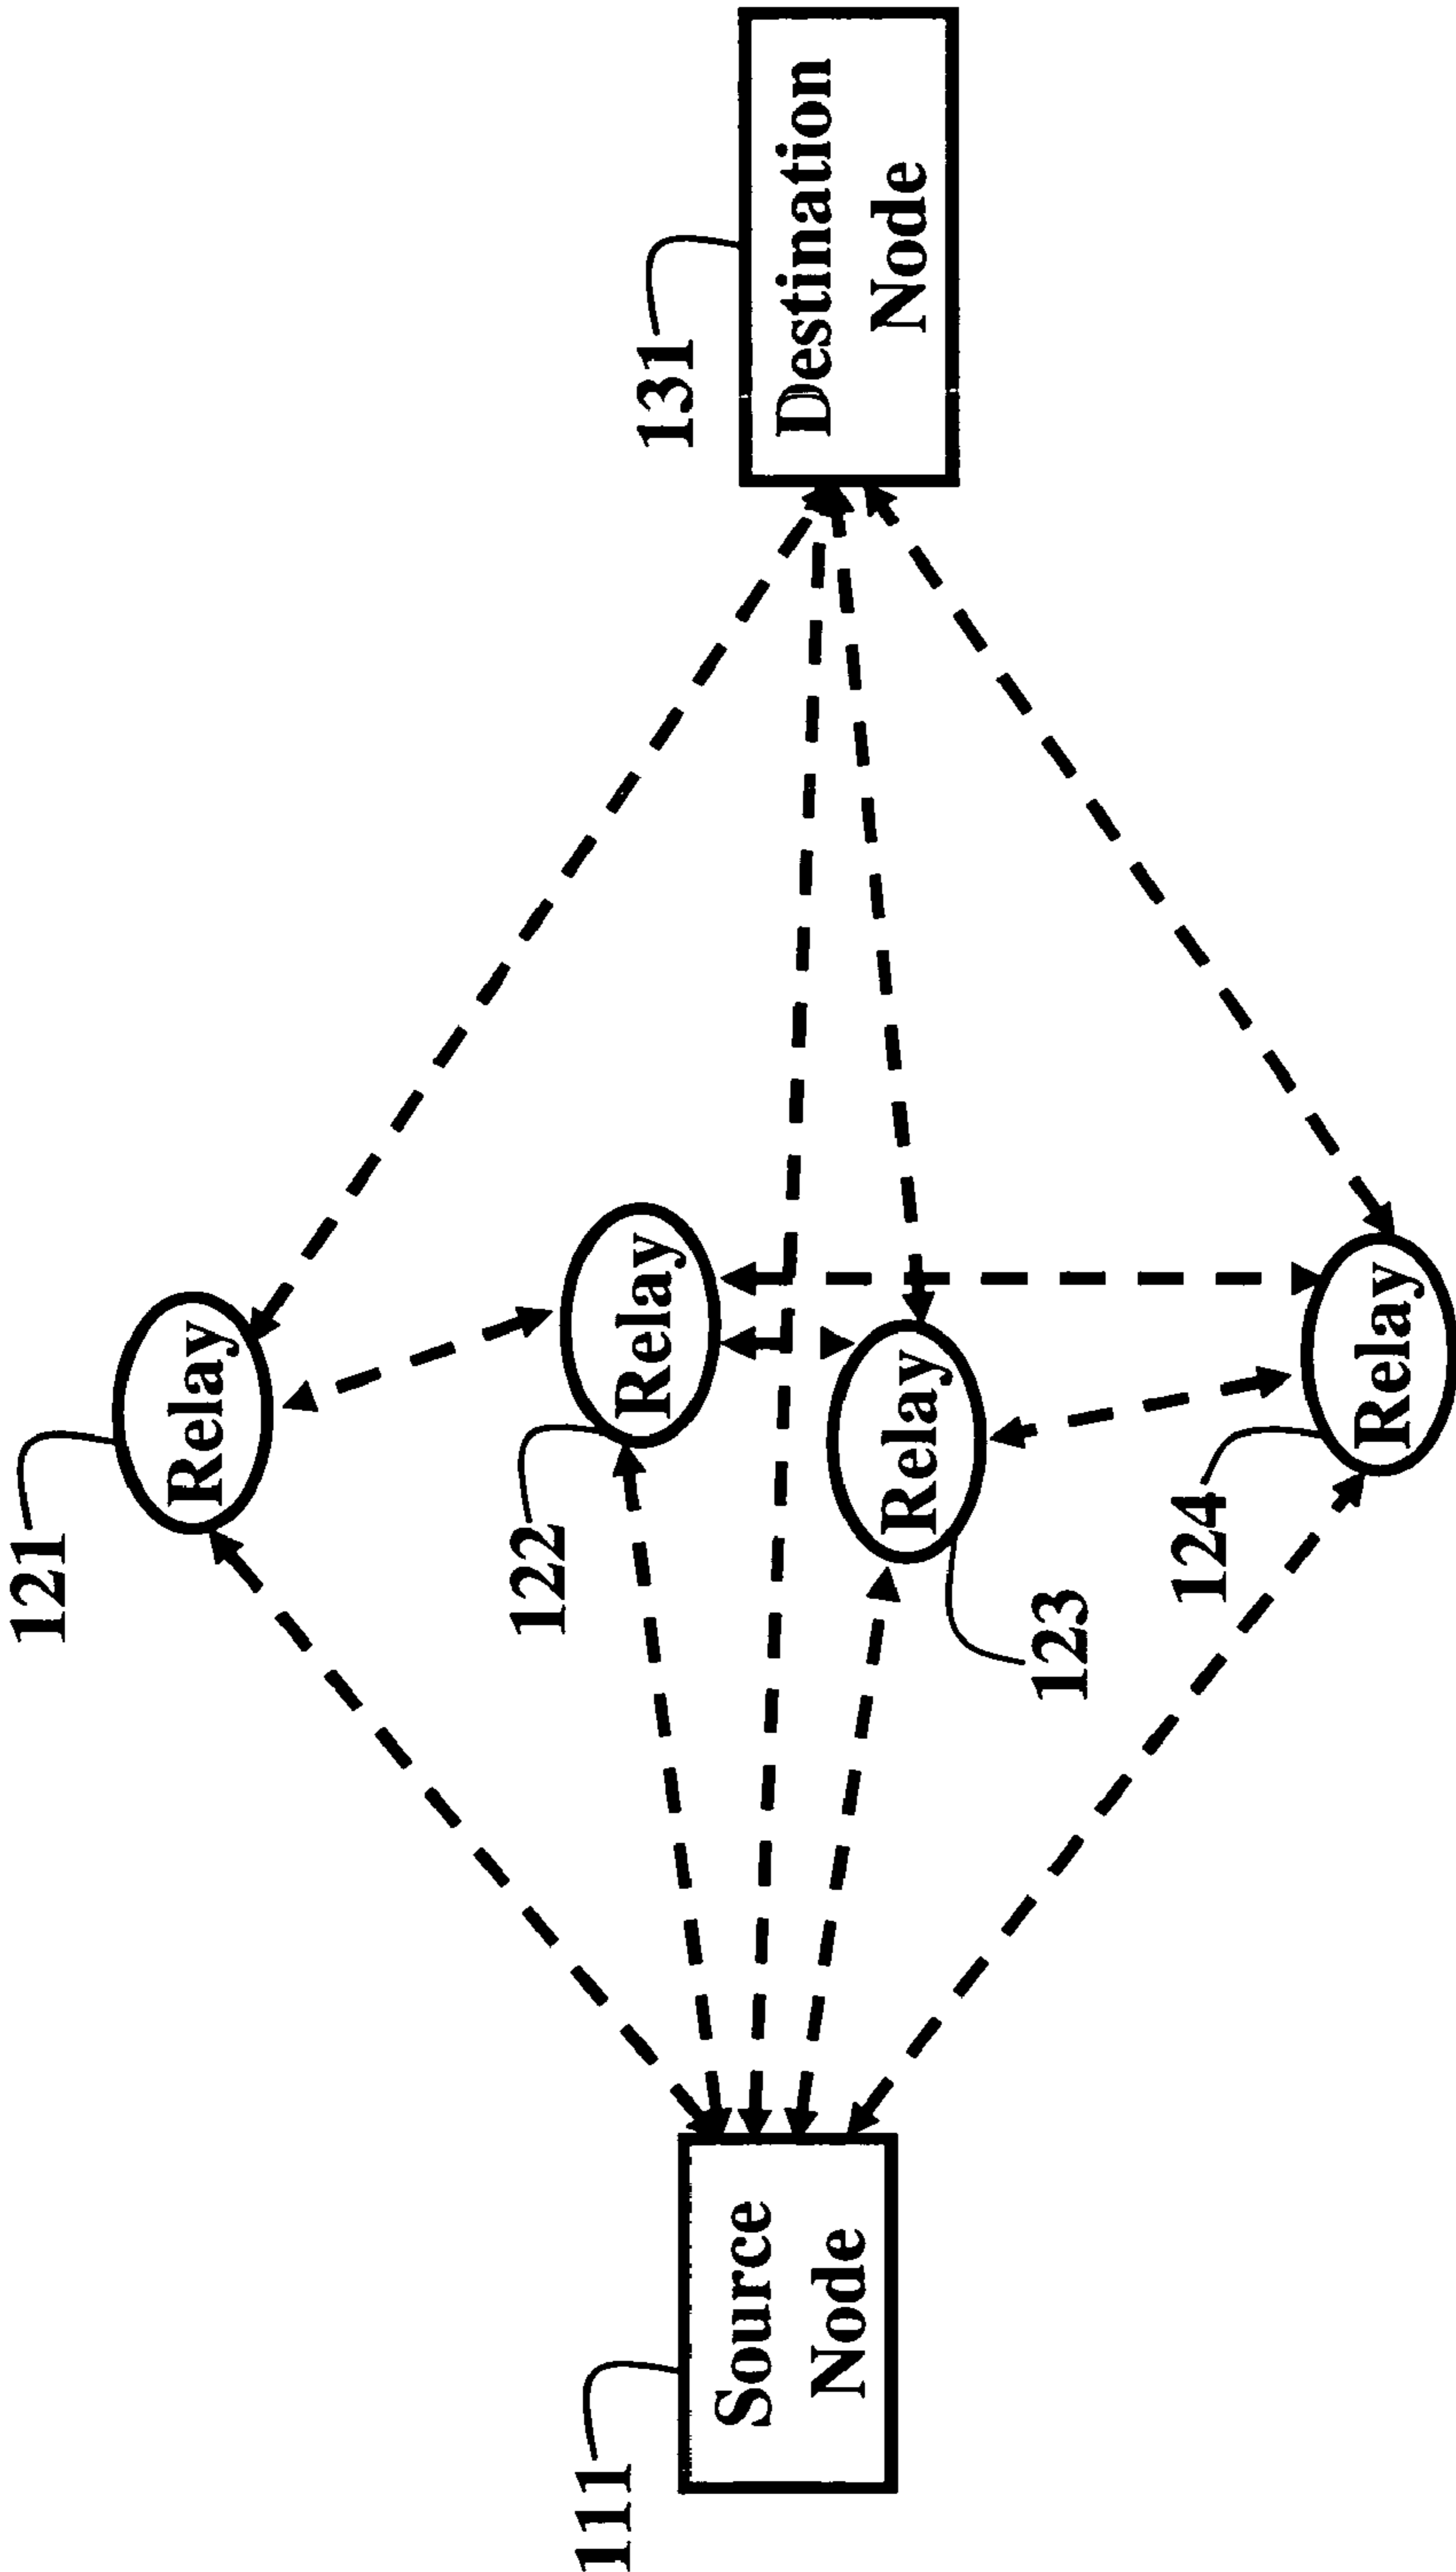 121
Relay
122
Relay
131
Destination
Node
111
Source
Node
Relay
123
124
Relay